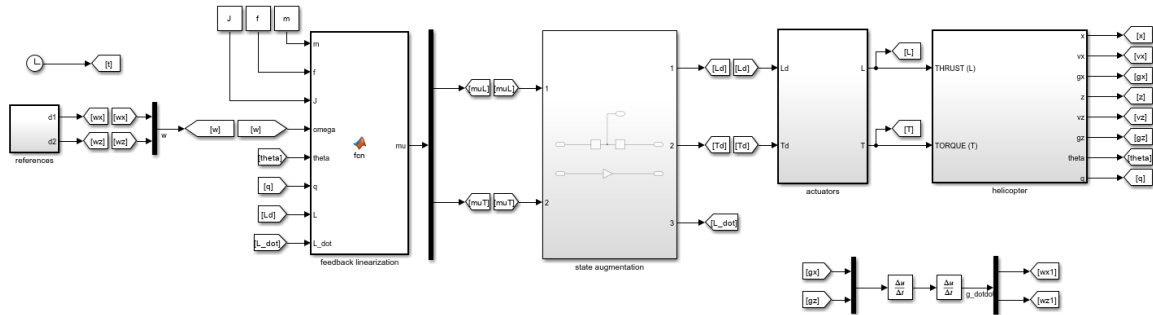 J
f
m
[t]
d1
d2
references
[wx]
[wx]
[wz]
[wz]
w
[w]
[w]
[theta]
[q]
[Ld]
[L_dot]
m
f
J
omega
theta
q
L
L_dot
fcn
mu
feedback linearization
[muL]
[muL]
[muT]
[muT]
1
2
1
2
3
state augmentation
[Ld]
[Ld]
[Td]
[Td]
[L_dot]
Ld
Td
L
T
actuators
[L]
[T]
THRUST (L)
TORQUE (T)
x
vx
gx
z
vz
gz
theta
q
helicopter
[x]
[vx]
[gx]
[z]
[vz]
[gz]
[theta]
[q]
[gx]
[gz]
Δu
Δt
Δu
Δt
g_dotdot
[wx1]
[wz1]